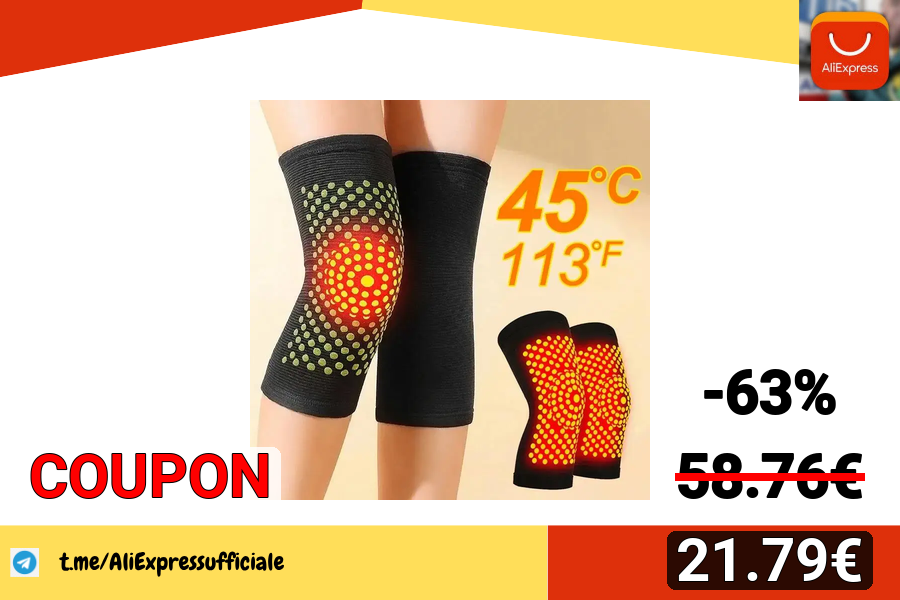 AliExpress
45°C
113°F
-63%
COUPON
58.76€
t.me/AliExpressufficiale
21.79€